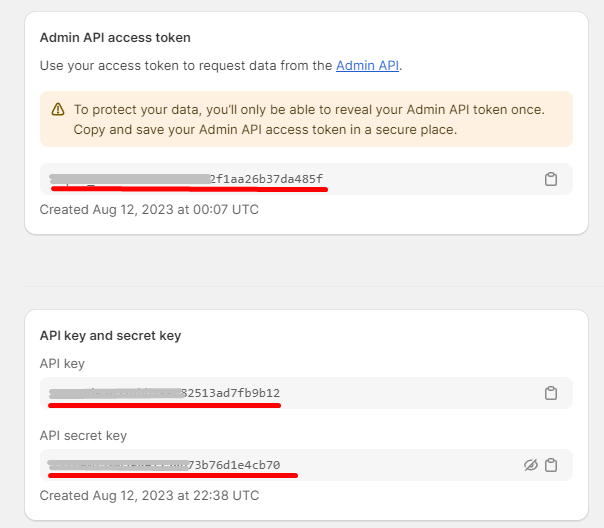 Admin API access token
Use your access token to request data from the Admin API.
To protect your data, you'll only be able to reveal your Admin API token once.
Copy and save your Admin API access token in a secure place.
2f1aa26b37da485f
Created Aug 12, 2023 at 00:07 UTC
API key and secret key
API key
82513ad7fb9b12
API secret key
73b76d1e4cb70
Created Aug 12, 2023 at 22:38 UTC